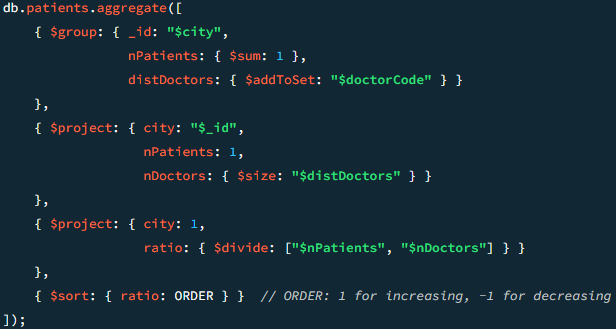 db.patients.aggregate([
    { $group: { _id: "$city",
                nPatients: { $sum: 1 },
                distDoctors: { $addToSet: "$doctorCode" } }
    },
    { $project: { city: "$_id",
                  nPatients: 1,
                  nDoctors: { $size: "$distDoctors" } }
    },
    { $project: { city: 1,
                  ratio: { $divide: ["$nPatients", "$nDoctors"] } }
    },
    { $sort: { ratio: ORDER } }  // ORDER: 1 for increasing, -1 for decreasing
]);